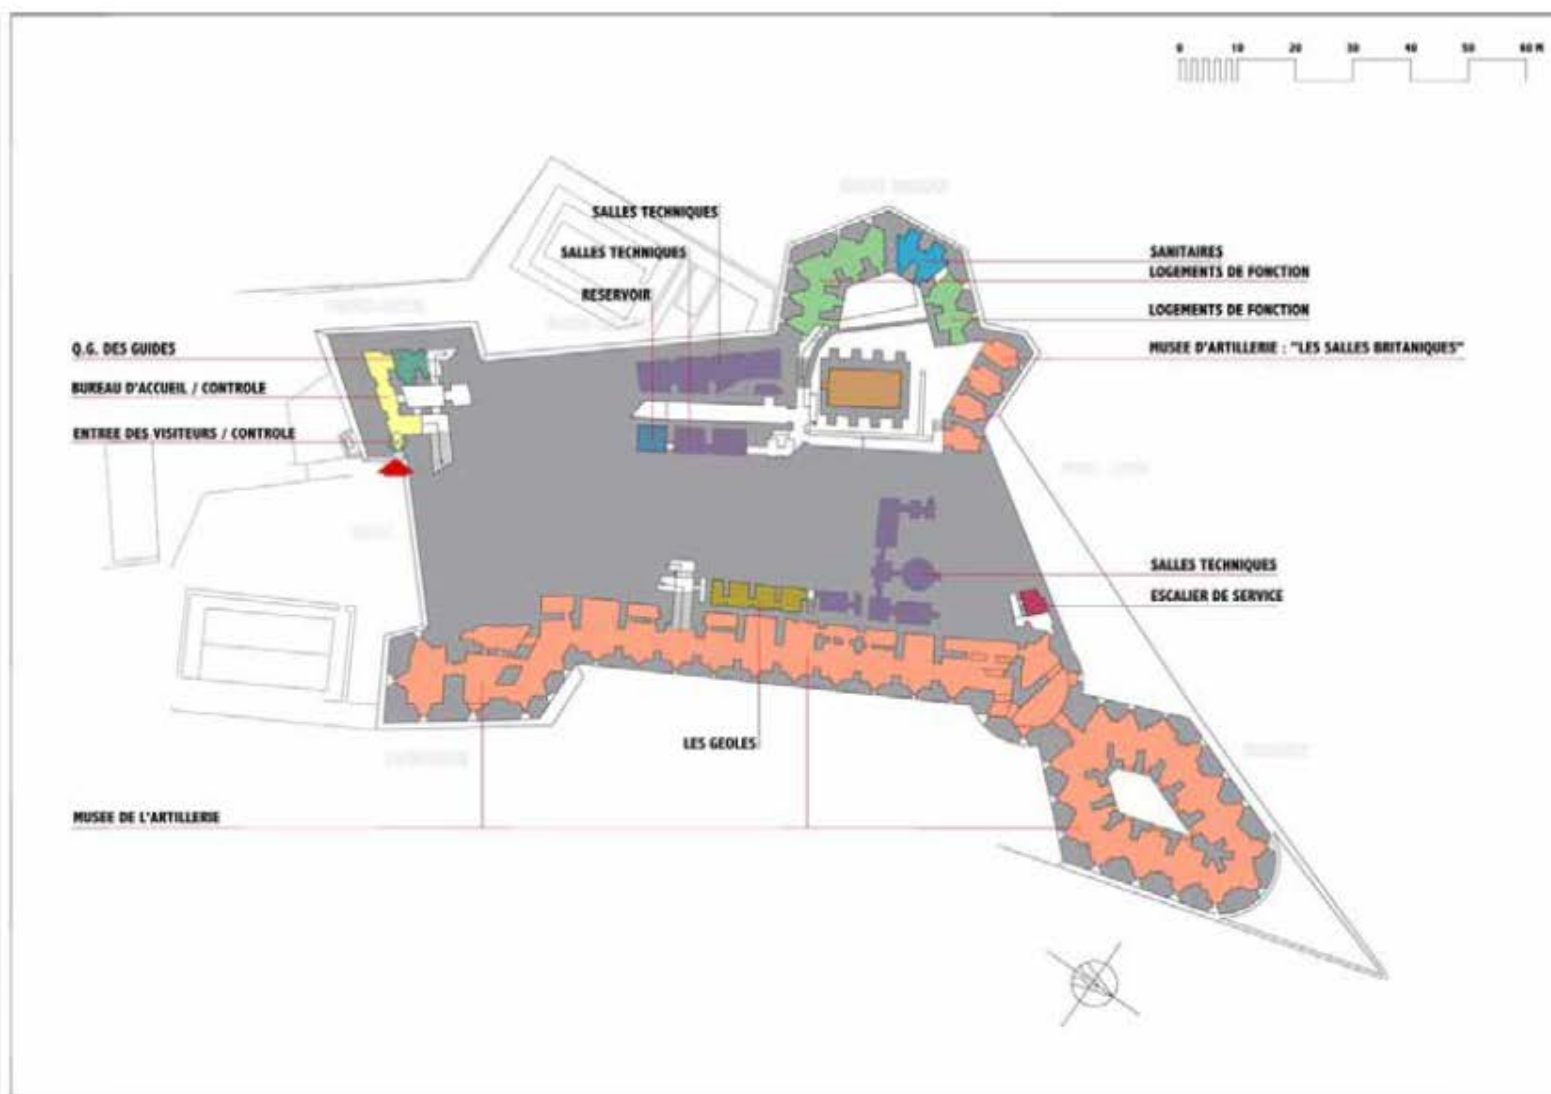 0 10 20 30 40 50 60 M
SALLES TECHNIQUES
SALLES TECHNIQUES
RESERVOIR
SANITAIRES
LOGEMENTS DE FONCTION
LOGEMENTS DE FONCTION
MUSEE D'ARTILLERIE : "LES SALLES BRITANIQUES"
Q.G. DES GUIDES
BUREAU D'ACCUEIL / CONTROLE
ENTREE DES VISITEURS / CONTROLE
SALLES TECHNIQUES
ESCALIER DE SERVICE
LES GEOLES
MUSEE DE L'ARTILLERIE